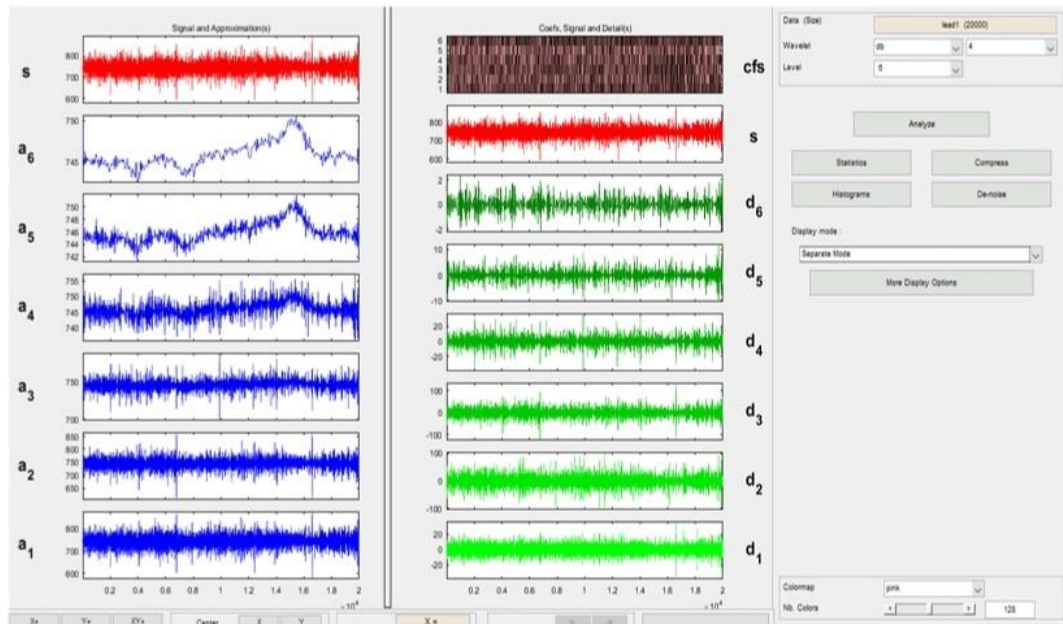 Signal and Approximation(s)
s
800
700
600
a6
750
745
a5
750
748
746
744
742
a4
755
750
745
740
a3
750
700
a2
850
800
750
700
650
a1
800
700
600
0.2 0.4 0.6 0.8 1 1.2 1.4 1.6 1.8 2
×10⁴
Coefs, Signal and Detail(s)
6
5
4
3
2
1
cfs
800
700
600
s
2
0
-2
d6
10
0
-10
d5
20
0
-20
d4
100
0
-100
d3
100
0
-100
d2
20
0
-20
d1
0.2 0.4 0.6 0.8 1 1.2 1.4 1.6 1.8 2
×10⁴
Data (Size) lead1 (20000)
Wavelet db 4
Level 6
Analyze
Statistics Compress
Histograms De-noise
Display mode :
Separate Mode
More Display Options
Colormap pink
Nb. Colors 128
X+ Y+ XY+ Center X Y